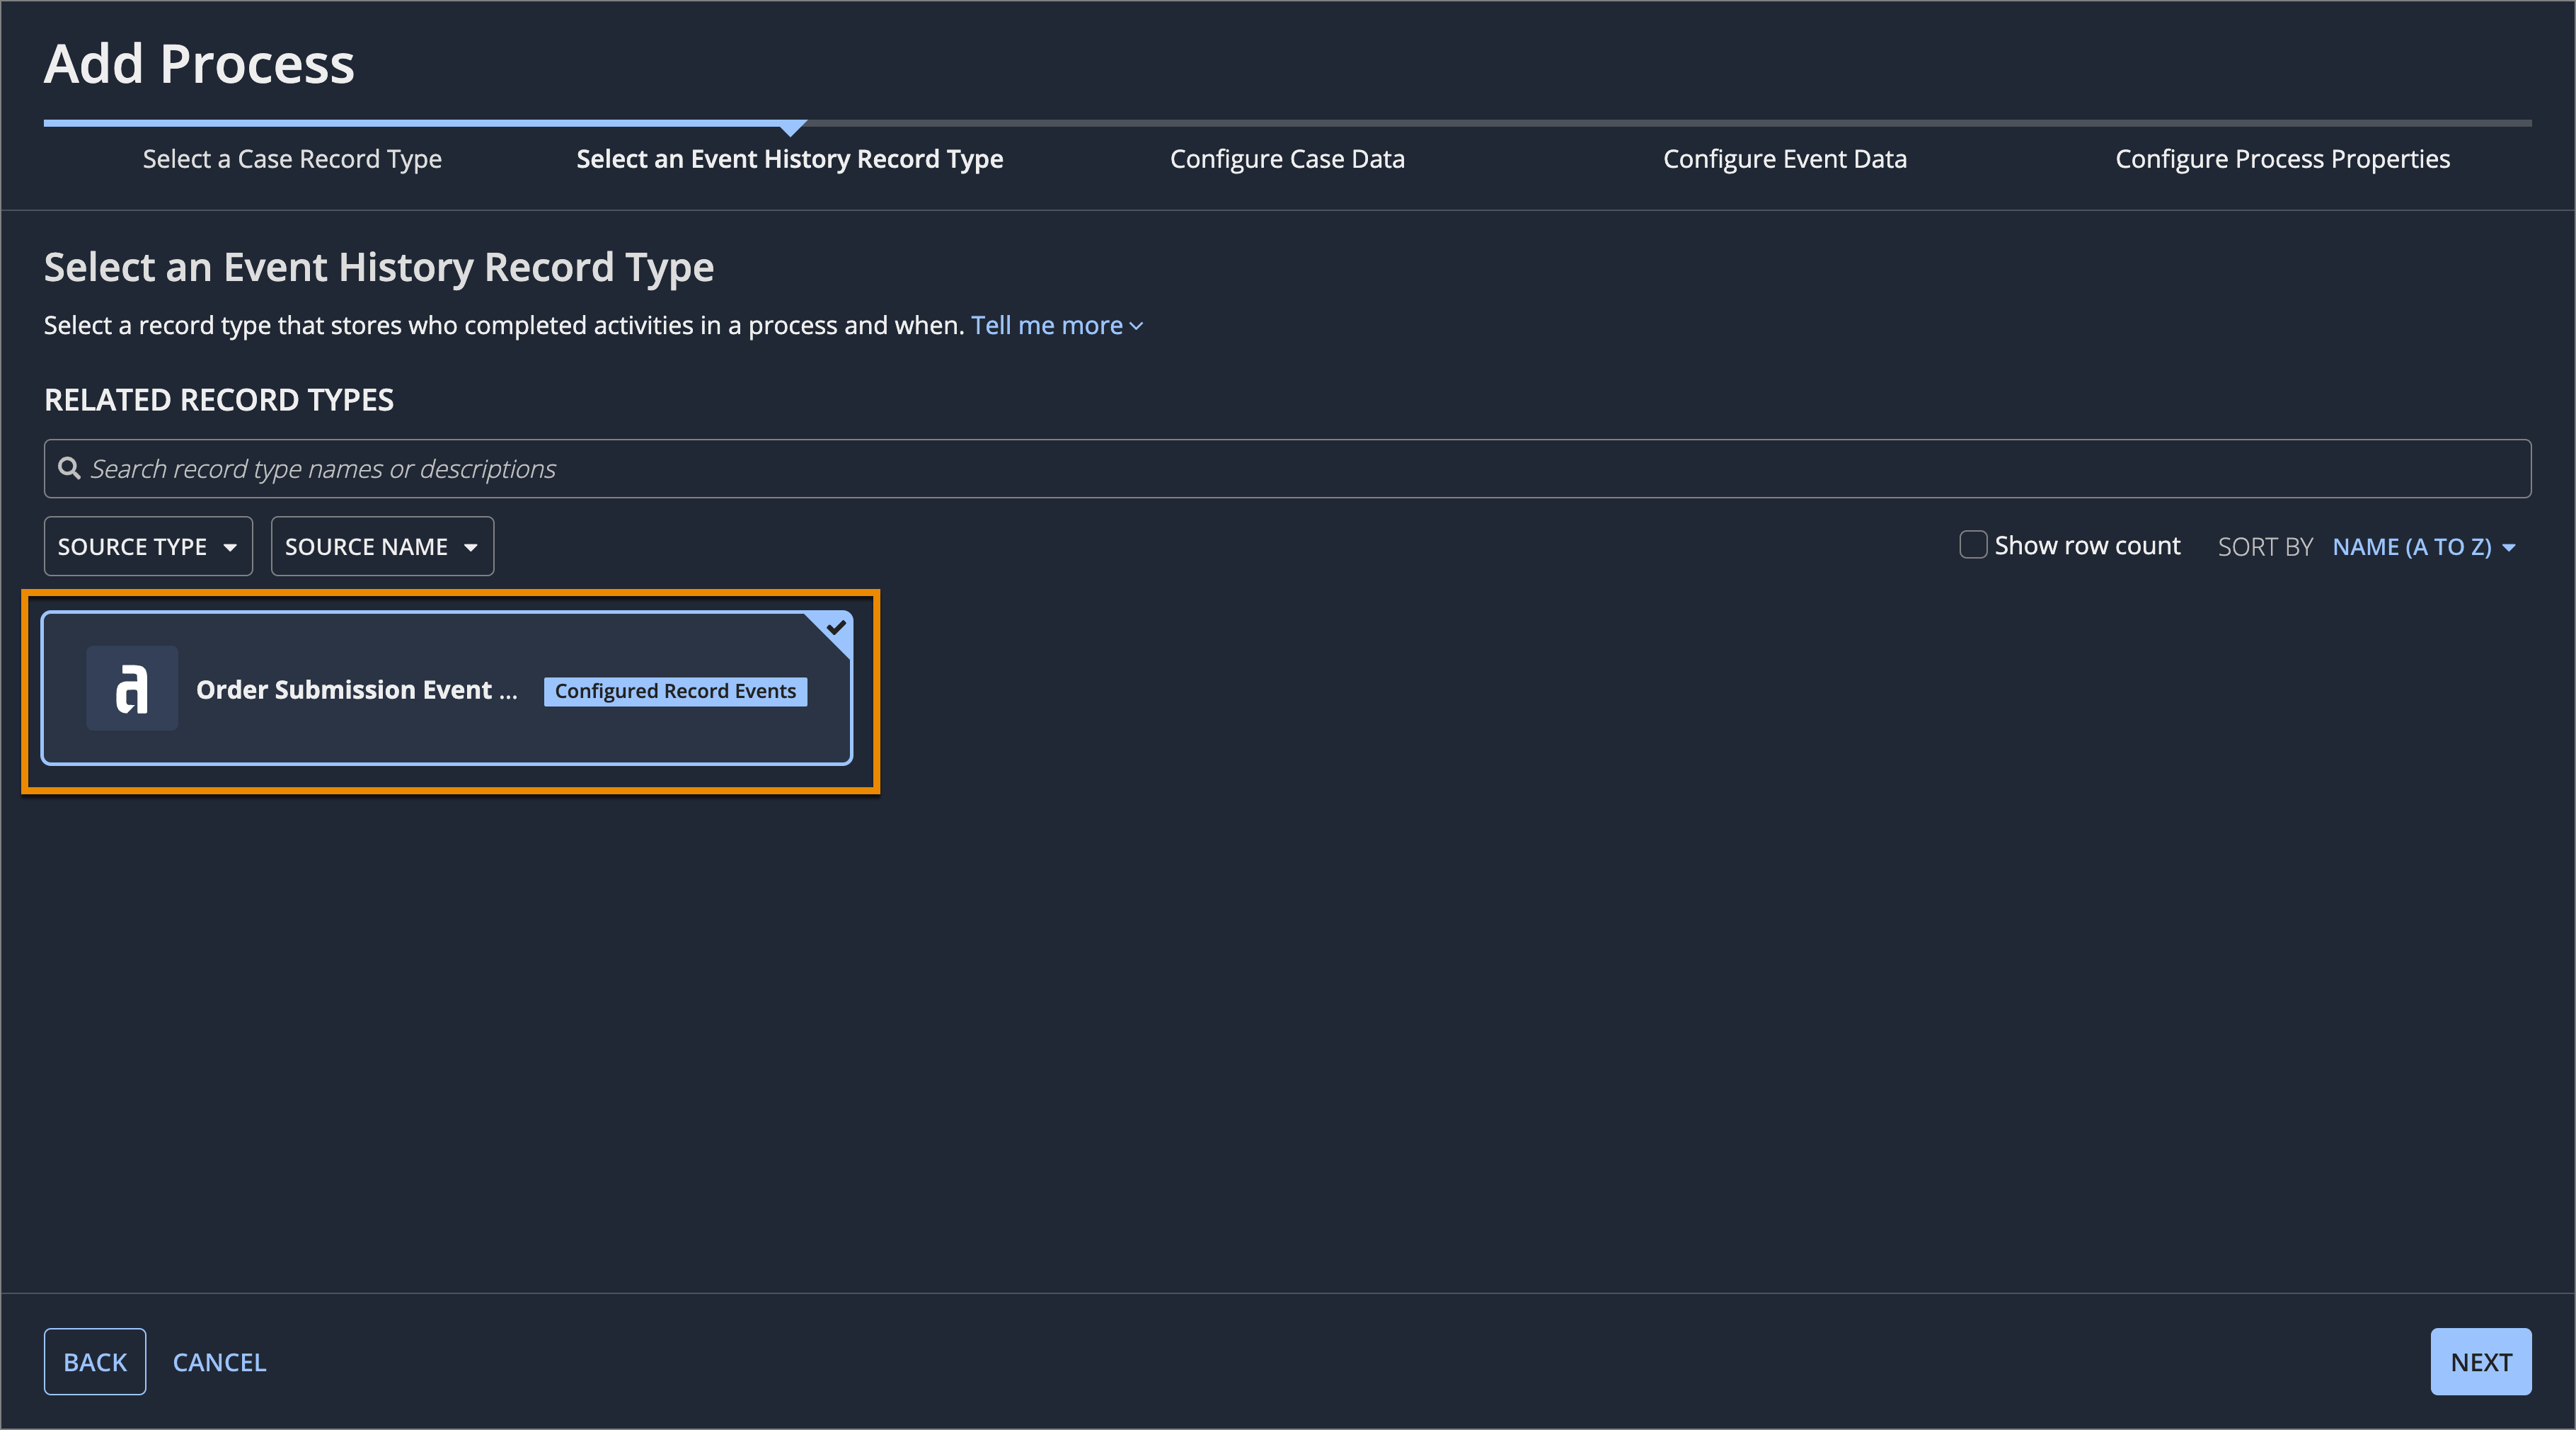 Add Process
Select a Case Record Type
Select an Event History Record Type
Configure Case Data
Configure Event Data
Configure Process Properties
Select an Event History Record Type
Select a record type that stores who completed activities in a process and when. Tell me more
RELATED RECORD TYPES
Search record type names or descriptions
SOURCE TYPE
SOURCE NAME
Show row count
SORT BY NAME (A TO Z)
a
Order Submission Event ...
Configured Record Events
BACK
CANCEL
NEXT